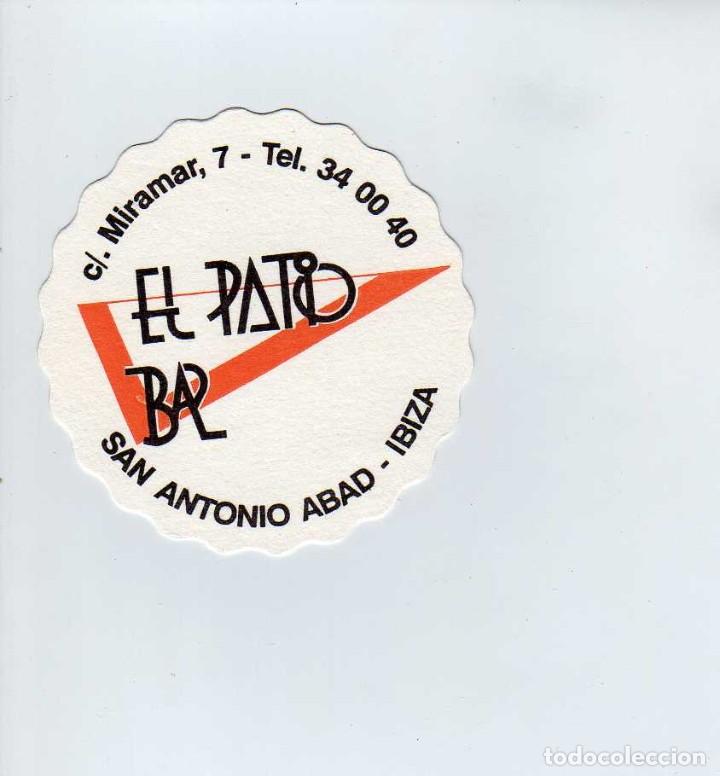 c/. Miramar, 7 - Tel. 34 00 40
EL PATIO
BAR
SAN ANTONIO ABAD - IBIZA
todocoleccion